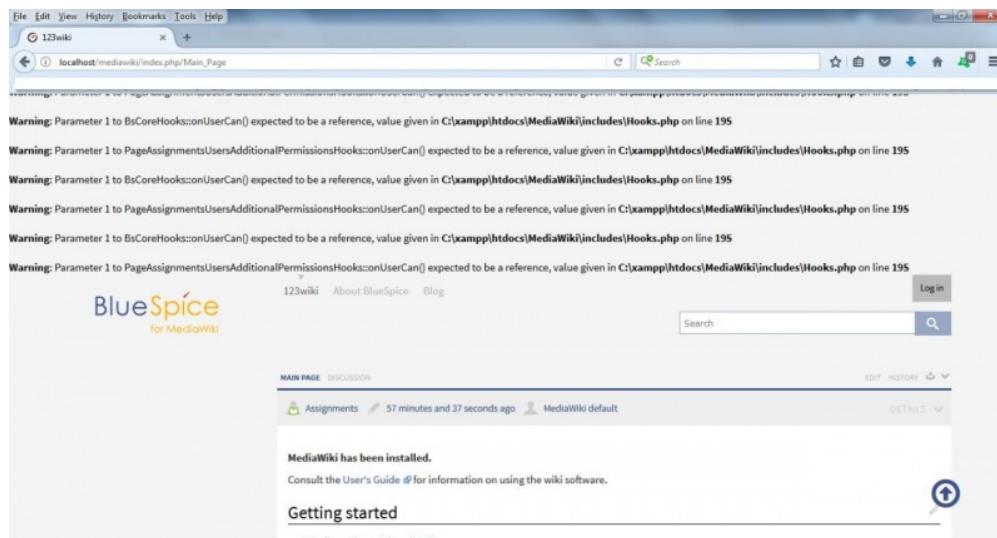 File Edit View History Bookmarks Tools Help
123wiki
localhost/mediawiki/index.php/Main_Page
Search
Warning: Parameter 1 to BsCoreHooks::onUserCan() expected to be a reference, value given in C:\xampp\htdocs\MediaWiki\includes\Hooks.php on line 195
Warning: Parameter 1 to PageAssignmentsUsersAdditionalPermissionsHooks::onUserCan() expected to be a reference, value given in C:\xampp\htdocs\MediaWiki\includes\Hooks.php on line 195
Warning: Parameter 1 to BsCoreHooks::onUserCan() expected to be a reference, value given in C:\xampp\htdocs\MediaWiki\includes\Hooks.php on line 195
Warning: Parameter 1 to PageAssignmentsUsersAdditionalPermissionsHooks::onUserCan() expected to be a reference, value given in C:\xampp\htdocs\MediaWiki\includes\Hooks.php on line 195
Warning: Parameter 1 to BsCoreHooks::onUserCan() expected to be a reference, value given in C:\xampp\htdocs\MediaWiki\includes\Hooks.php on line 195
Warning: Parameter 1 to PageAssignmentsUsersAdditionalPermissionsHooks::onUserCan() expected to be a reference, value given in C:\xampp\htdocs\MediaWiki\includes\Hooks.php on line 195
123wiki About BlueSpice Blog
Log in
BlueSpice
for MediaWiki
Search
MAIN PAGE DISCUSSION
EDIT HISTORY
Assignments 57 minutes and 37 seconds ago MediaWiki default
DETAILS
MediaWiki has been installed.
Consult the User's Guide for information on using the wiki software.
Getting started